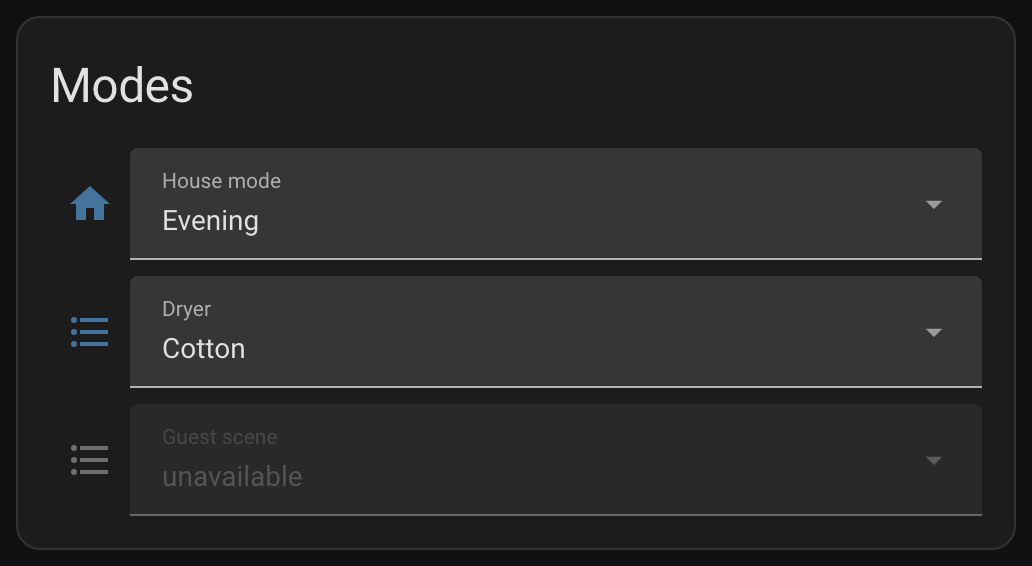 Modes
House mode
Evening
Dryer
Cotton
Guest scene
unavailable